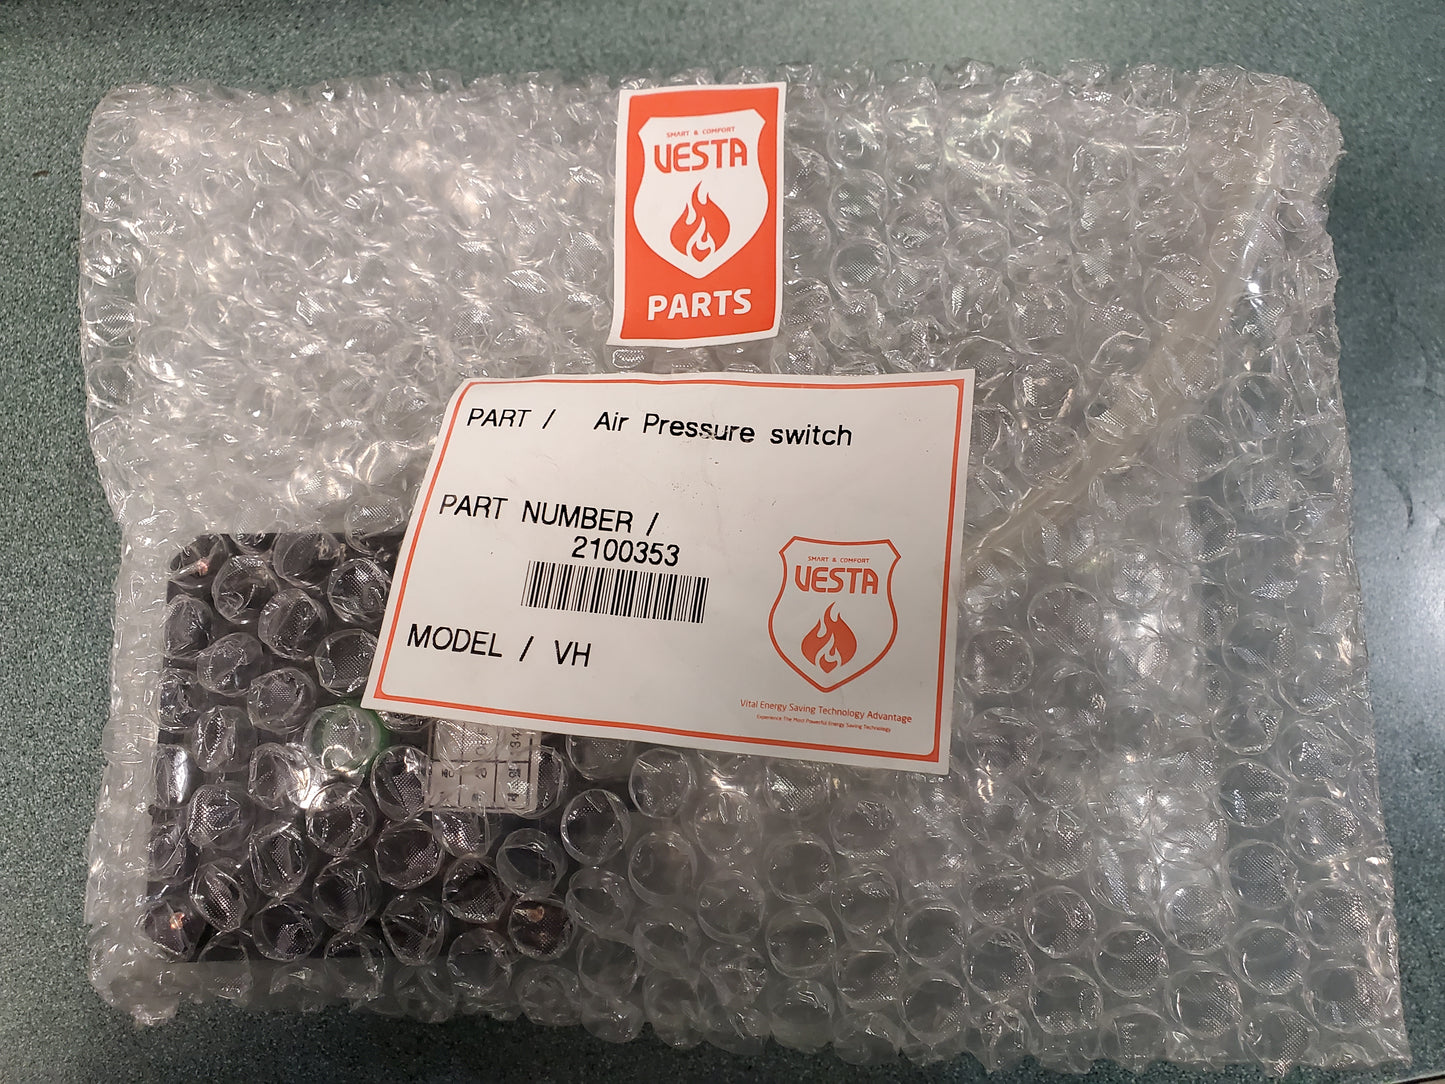 SMART & COMFORT
VESTA
PARTS
PART / Air Pressure switch
PART NUMBER /
2100353
MODEL / VH
SMART & COMFORT
VESTA
Vital Energy Saving Technology Advantage
Experience The Most Powerful Energy Saving Technology